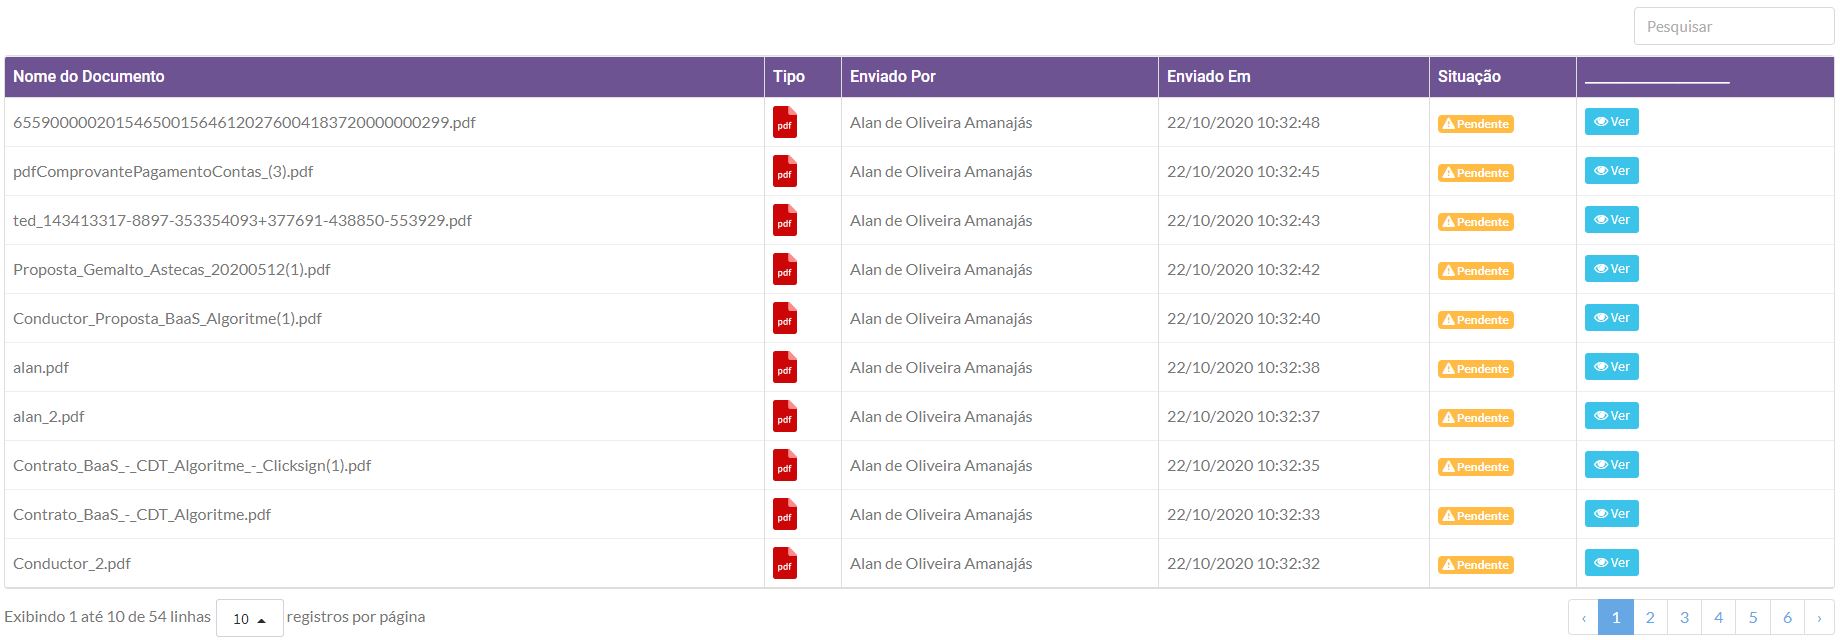 Pesquisar
Nome do Documento Tipo Enviado Por Enviado Em Situação
65590000020154650015646120276004183720000000299.pdf pdf Alan de Oliveira Amanajás 22/10/2020 10:32:48 Pendente Ver
pdfComprovantePagamentoContas_(3).pdf pdf Alan de Oliveira Amanajás 22/10/2020 10:32:45 Pendente Ver
ted_143413317-8897-353354093+377691-438850-553929.pdf pdf Alan de Oliveira Amanajás 22/10/2020 10:32:43 Pendente Ver
Proposta_Gemalto_Astecas_20200512(1).pdf pdf Alan de Oliveira Amanajás 22/10/2020 10:32:42 Pendente Ver
Conductor_Proposta_BaaS_Algoritme(1).pdf pdf Alan de Oliveira Amanajás 22/10/2020 10:32:40 Pendente Ver
alan.pdf pdf Alan de Oliveira Amanajás 22/10/2020 10:32:38 Pendente Ver
alan_2.pdf pdf Alan de Oliveira Amanajás 22/10/2020 10:32:37 Pendente Ver
Contrato_BaaS_-_CDT_Algoritme_-_Clicksign(1).pdf pdf Alan de Oliveira Amanajás 22/10/2020 10:32:35 Pendente Ver
Contrato_BaaS_-_CDT_Algoritme.pdf pdf Alan de Oliveira Amanajás 22/10/2020 10:32:33 Pendente Ver
Conductor_2.pdf pdf Alan de Oliveira Amanajás 22/10/2020 10:32:32 Pendente Ver
Exibindo 1 até 10 de 54 linhas 10 registros por página ‹ 1 2 3 4 5 6 ›